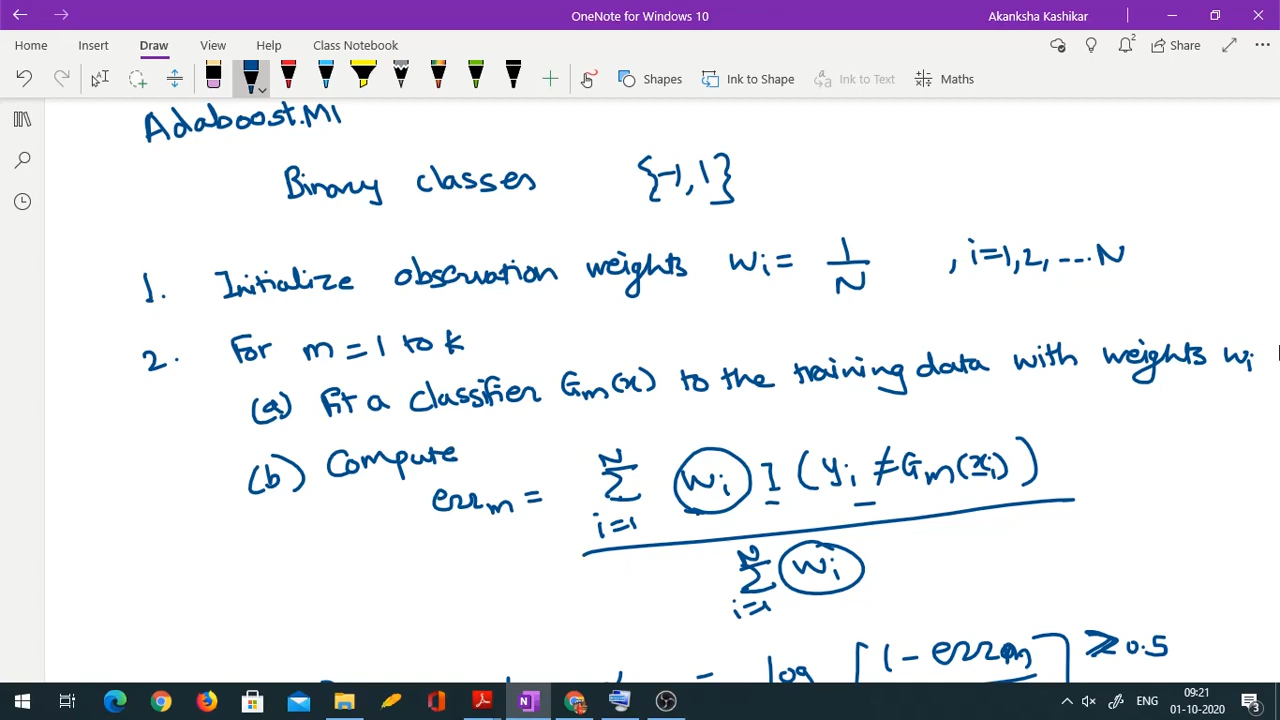 OneNote for Windows 10
Akanksha Kashikar
Home Insert Draw View Help Class Notebook
Share
Shapes Ink to Shape Ink to Text Maths
Adaboost.M1
Binary classes {-1, 1}
1. Initialize observation weights wi = 1/N , i=1,2, ... N
2. For m = 1 to k
(a) Fit a classifier Gm(x) to the training data with weights wi
(b) Compute
errm = Σ i=1 N wi I (yi ≠ Gm(xi))
Σ i=1 N wi
= log [ 1 - errm ] ≥ 0.5
ENG
09:21
01-10-2020
3